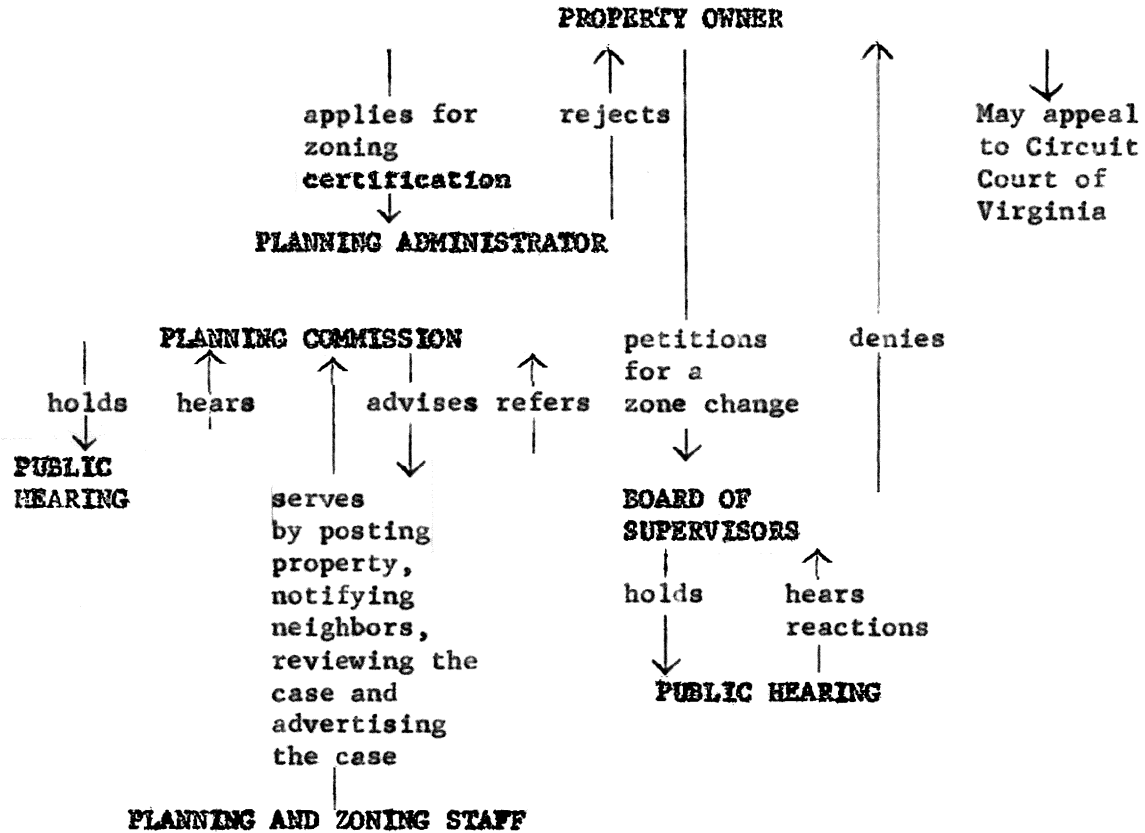 PROPERTY OWNER
applies for
zoning
certification
rejects
May appeal
to Circuit
Court of
Virginia
PLANNING ADMINISTRATOR
PLANNING COMMISSION
petitions
for a
zone change
denies
holds
hears
advises
refers
PUBLIC
HEARING
serves
by posting
property,
notifying
neighbors,
reviewing the
case and
advertising
the case
BOARD OF
SUPERVISORS
holds
hears
reactions
PUBLIC HEARING
PLANNING AND ZONING STAFF